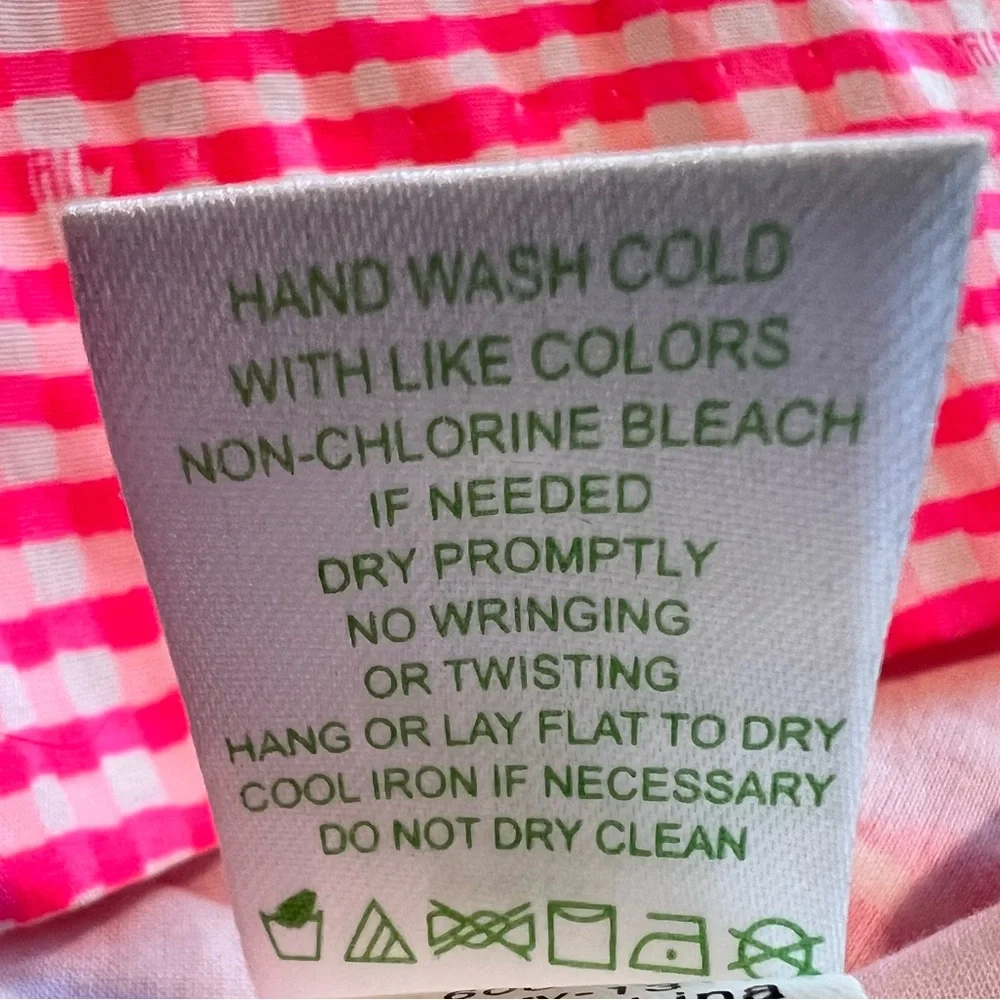 lilly
HAND WASH COLD
WITH LIKE COLORS
NON-CHLORINE BLEACH
IF NEEDED
DRY PROMPTLY
NO WRINGING
OR TWISTING
HANG OR LAY FLAT TO DRY
COOL IRON IF NECESSARY
DO NOT DRY CLEAN